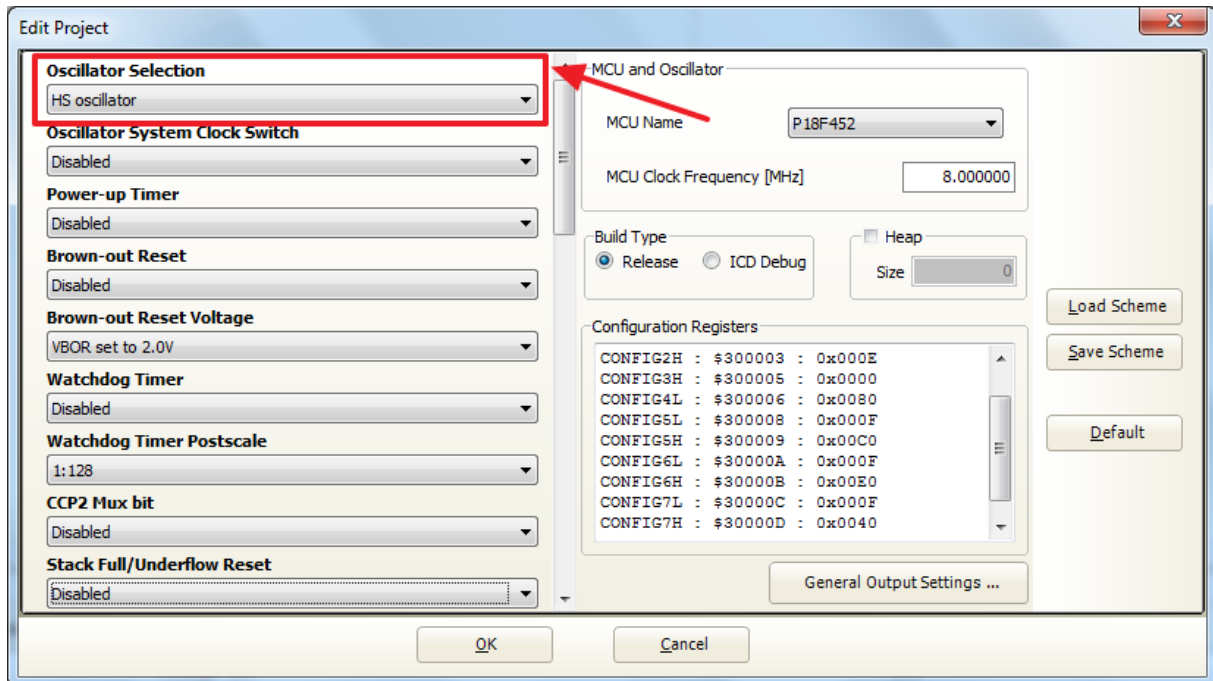 Edit Project
Oscillator Selection
HS oscillator
Oscillator System Clock Switch
Disabled
Power-up Timer
Disabled
Brown-out Reset
Disabled
Brown-out Reset Voltage
VBOR set to 2.0V
Watchdog Timer
Disabled
Watchdog Timer Postscale
1:128
CCP2 Mux bit
Disabled
Stack Full/Underflow Reset
Disabled
MCU and Oscillator
MCU Name P18F452
MCU Clock Frequency [MHz] 8.000000
Build Type
Release ICD Debug
Heap
Size 0
Configuration Registers
CONFIG2H : $300003 : 0x000E
CONFIG3H : $300005 : 0x0000
CONFIG4L : $300006 : 0x0080
CONFIG5L : $300008 : 0x000F
CONFIG5H : $300009 : 0x00C0
CONFIG6L : $30000A : 0x000F
CONFIG6H : $30000B : 0x00E0
CONFIG7L : $30000C : 0x000F
CONFIG7H : $30000D : 0x0040
General Output Settings ...
Load Scheme
Save Scheme
Default
OK
Cancel